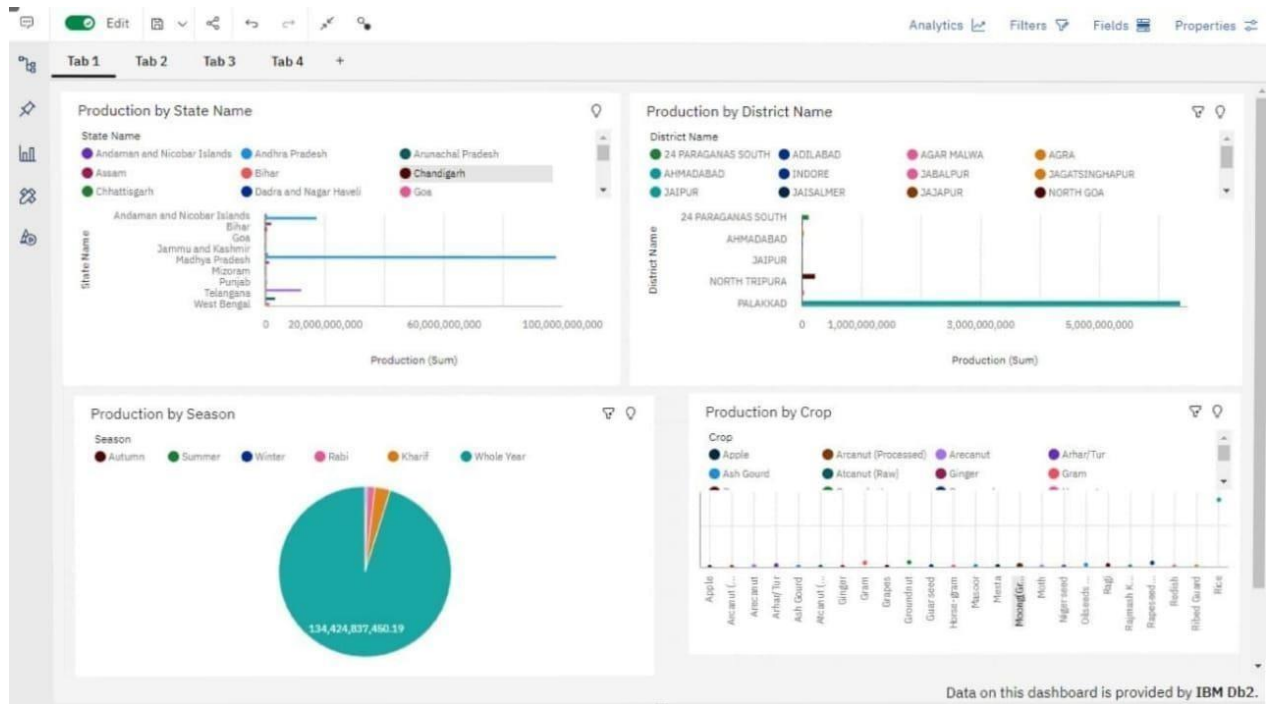 Edit
Analytics Filters Fields Properties
Tab 1 Tab 2 Tab 3 Tab 4 +
Production by State Name
State Name
Andaman and Nicobar Islands Andhra Pradesh Arunachal Pradesh
Assam Bihar Chandigarh
Chhattisgarh Dadra and Nagar Haveli Goa
State Name
Andaman and Nicobar Islands
Bihar
Goa
Jammu and Kashmir
Madhya Pradesh
Mizoram
Punjab
Telangana
West Bengal
0 20,000,000,000 60,000,000,000 100,000,000,000
Production (Sum)
Production by District Name
District Name
24 PARAGANAS SOUTH ADILABAD AGAR MALWA AGRA
AHMADABAD INDORE JABALPUR JAGATSINGHAPUR
JAIPUR JAISALMER JAJAPUR NORTH GOA
District Name
24 PARAGANAS SOUTH
AHMADABAD
JAIPUR
NORTH TRIPURA
PALAKKAD
0 1,000,000,000 3,000,000,000 5,000,000,000
Production (Sum)
Production by Season
Season
Autumn Summer Winter Rabi Kharif Whole Year
134,424,837,450.19
Production by Crop
Crop
Apple Arcanut (Processed) Arecanut Arhar/Tur
Ash Gourd Atcanut (Raw) Ginger Gram
Apple
Arcanut (...
Arecanut
Arhar/Tur
Ash Gourd
Atcanut (...
Ginger
Gram
Grapes
Groundnut
Guar seed
Horse-gram
Masoor
Mesta
Moong(Gr...
Moth
Niger seed
Oilseeds ...
Ragi
Rajmash K...
Rapeseed...
Redish
Ribed Guard
Rice
Data on this dashboard is provided by IBM Db2.